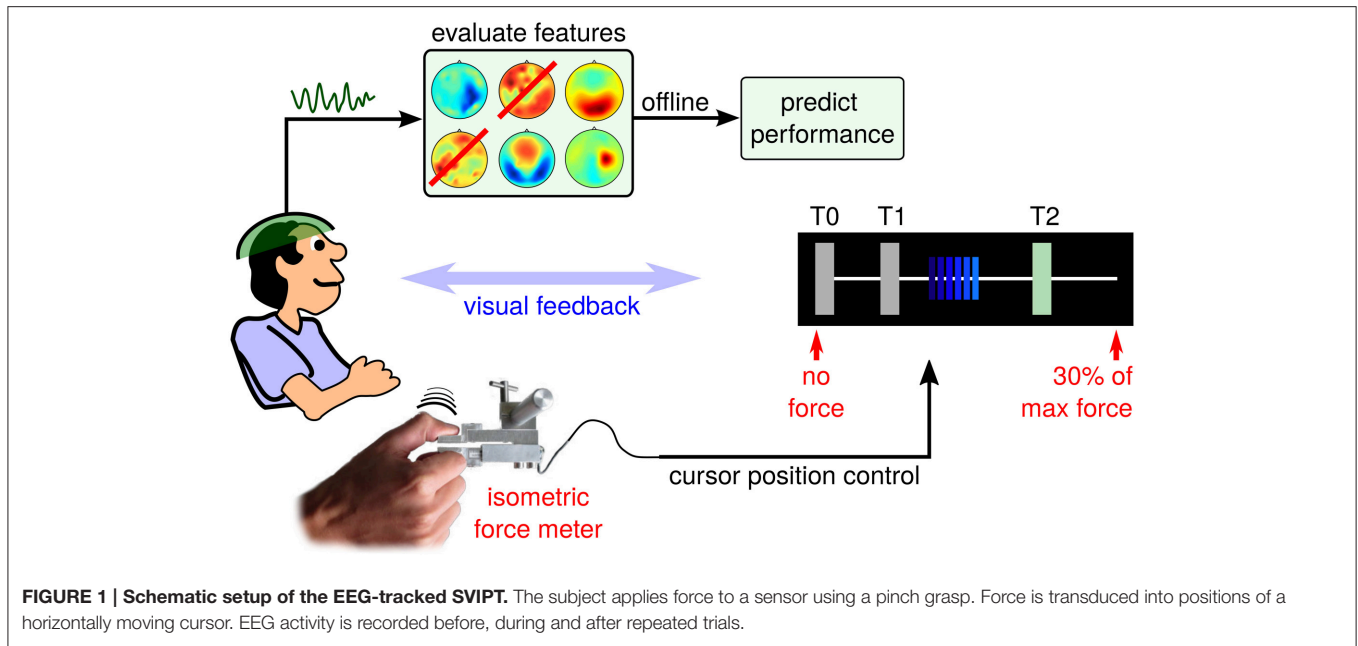 evaluate features
offline
predict
performance
T0 T1 T2
visual feedback
no
force
30% of
max force
cursor position control
isometric
force meter
FIGURE 1 | Schematic setup of the EEG-tracked SVIPT. The subject applies force to a sensor using a pinch grasp. Force is transduced into positions of a
horizontally moving cursor. EEG activity is recorded before, during and after repeated trials.